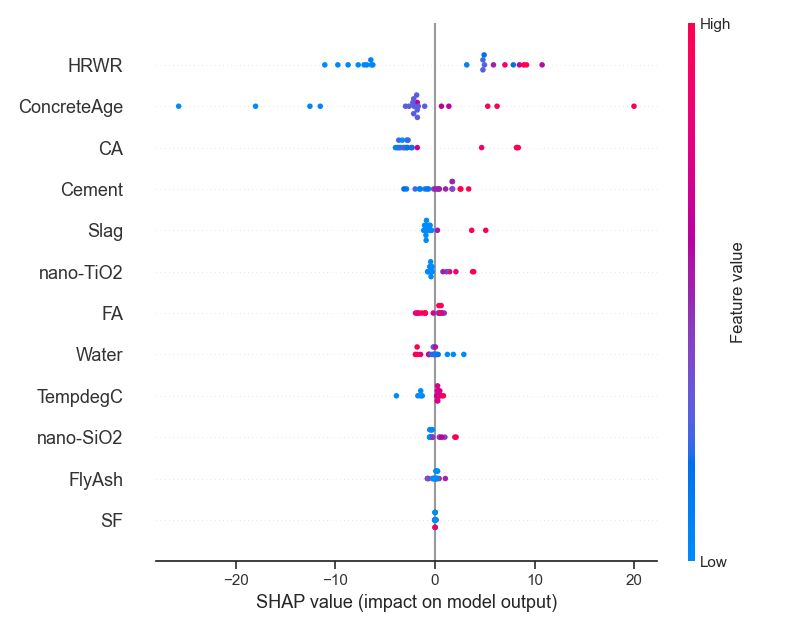 High
HRWR
ConcreteAge
CA
Cement
Slag
nano-TiO2
FA
Water
TempdegC
nano-SiO2
FlyAsh
SF
Feature value
Low
−20
−10
0
10
20
SHAP value (impact on model output)